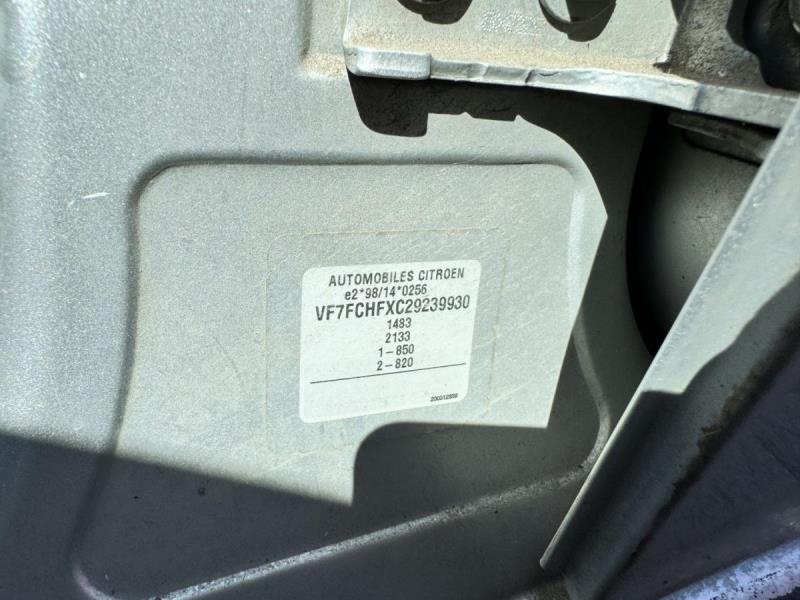 AUTOMOBILES CITROEN
e2*98/14*0256
VF7FCHFXC29239930
1483
2133
1-850
2-820